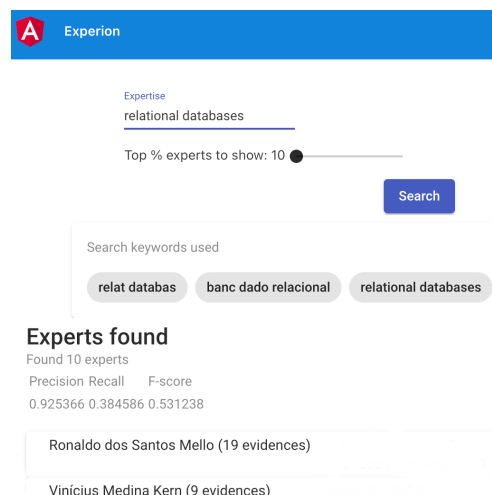 Experion
Expertise
relational databases
Top % experts to show: 10
Search
Search keywords used
relat databas banc dado relacional relational databases
Experts found
Found 10 experts
Precision Recall F-score
0.925366 0.384586 0.531238
Ronaldo dos Santos Mello (19 evidences)
Vinícius Medina Kern (9 evidences)